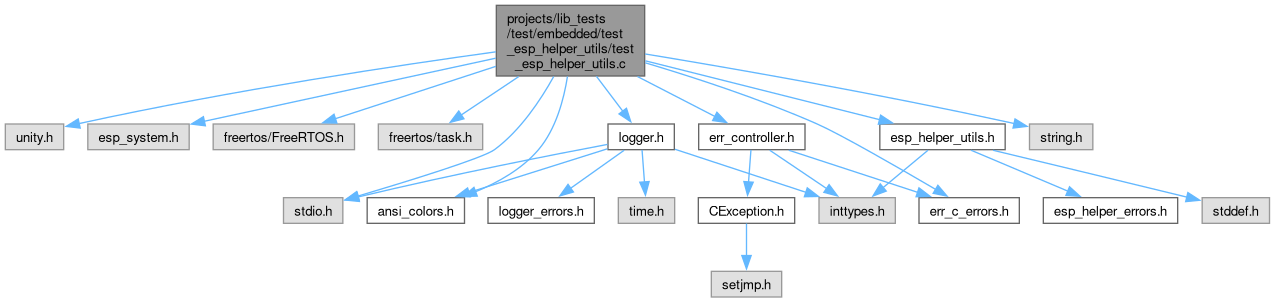 projects/lib_tests
/test/embedded/test
_esp_helper_utils/test
_esp_helper_utils.c
unity.h
esp_system.h
freertos/FreeRTOS.h
freertos/task.h
logger.h
err_controller.h
esp_helper_utils.h
string.h
stdio.h
ansi_colors.h
logger_errors.h
time.h
CException.h
inttypes.h
err_c_errors.h
esp_helper_errors.h
stddef.h
setjmp.h